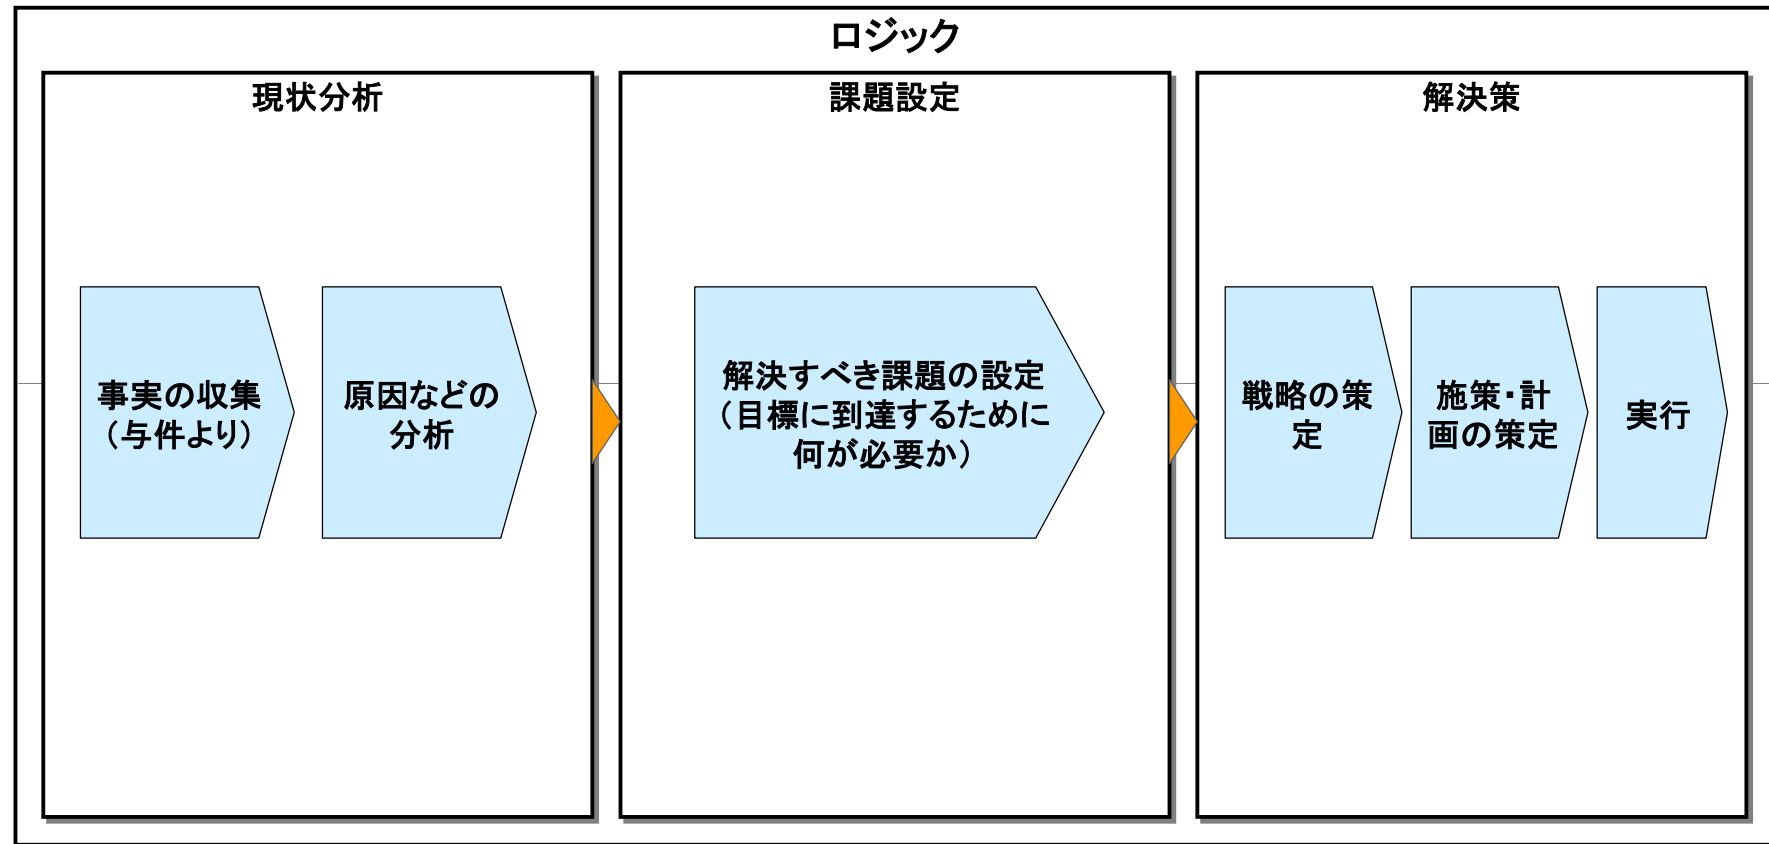 ロジック
現状分析
事実の収集
（与件より）
原因などの
分析
課題設定
解決すべき課題の設定
（目標に到達するために
何が必要か）
解決策
戦略の策
定
施策・計
画の策定
実行